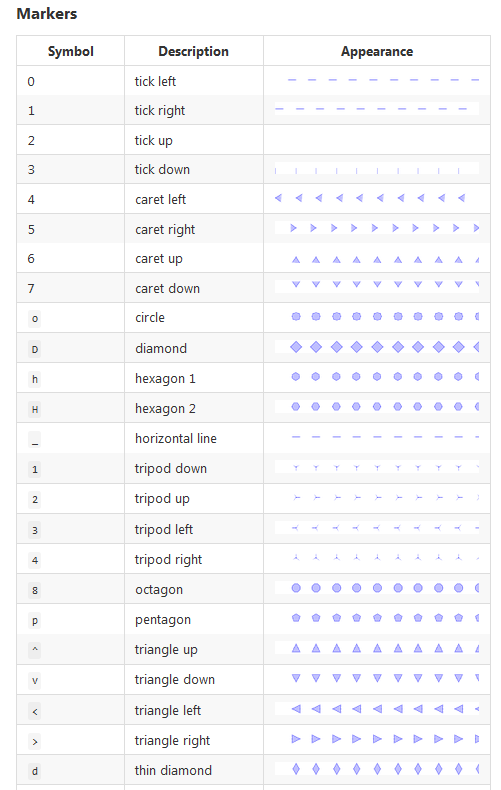 Markers
Symbol Description Appearance
0 tick left
1 tick right
2 tick up
3 tick down
4 caret left
5 caret right
6 caret up
7 caret down
o circle
D diamond
h hexagon 1
H hexagon 2
_ horizontal line
1 tripod down
2 tripod up
3 tripod left
4 tripod right
8 octagon
p pentagon
^ triangle up
v triangle down
< triangle left
> triangle right
d thin diamond